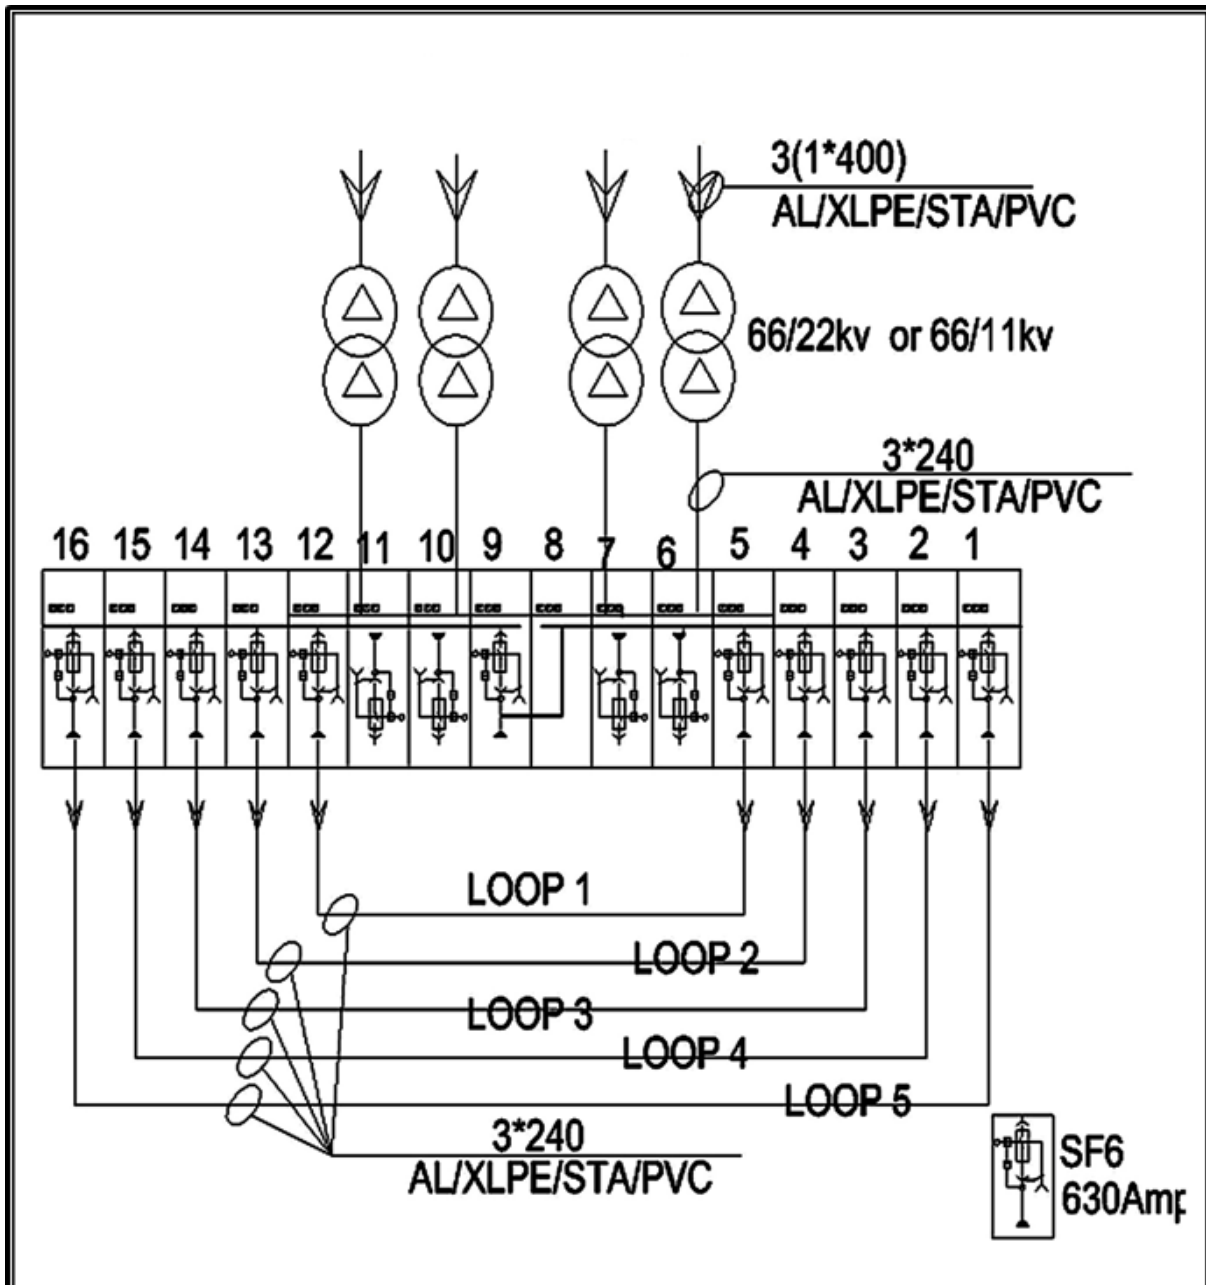 3(1*400)
AL/XLPE/STA/PVC
66/22kv or 66/11kv
3*240
AL/XLPE/STA/PVC
16 15 14 13 12 11 10 9 8 7 6 5 4 3 2 1
LOOP 1
LOOP 2
LOOP 3
LOOP 4
LOOP 5
3*240
AL/XLPE/STA/PVC
SF6
630Amp